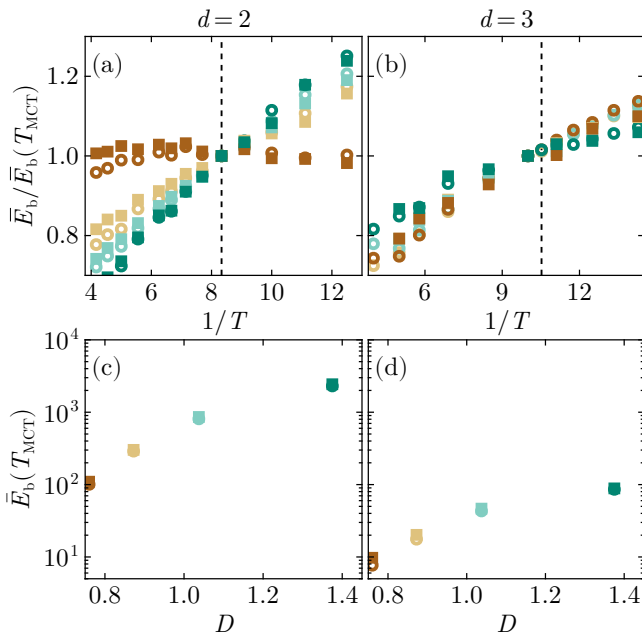 d = 2 d = 3
(a) (b)
1.2
1.0
0.8
Ē_b/Ē_b(T_MCT)
4 6 8 10 12 6 9 12
1/T 1/T
(c) (d)
10^4
10^3
10^2
10^1
Ē_b(T_MCT)
0.8 1.0 1.2 1.4 0.8 1.0 1.2 1.4
D D